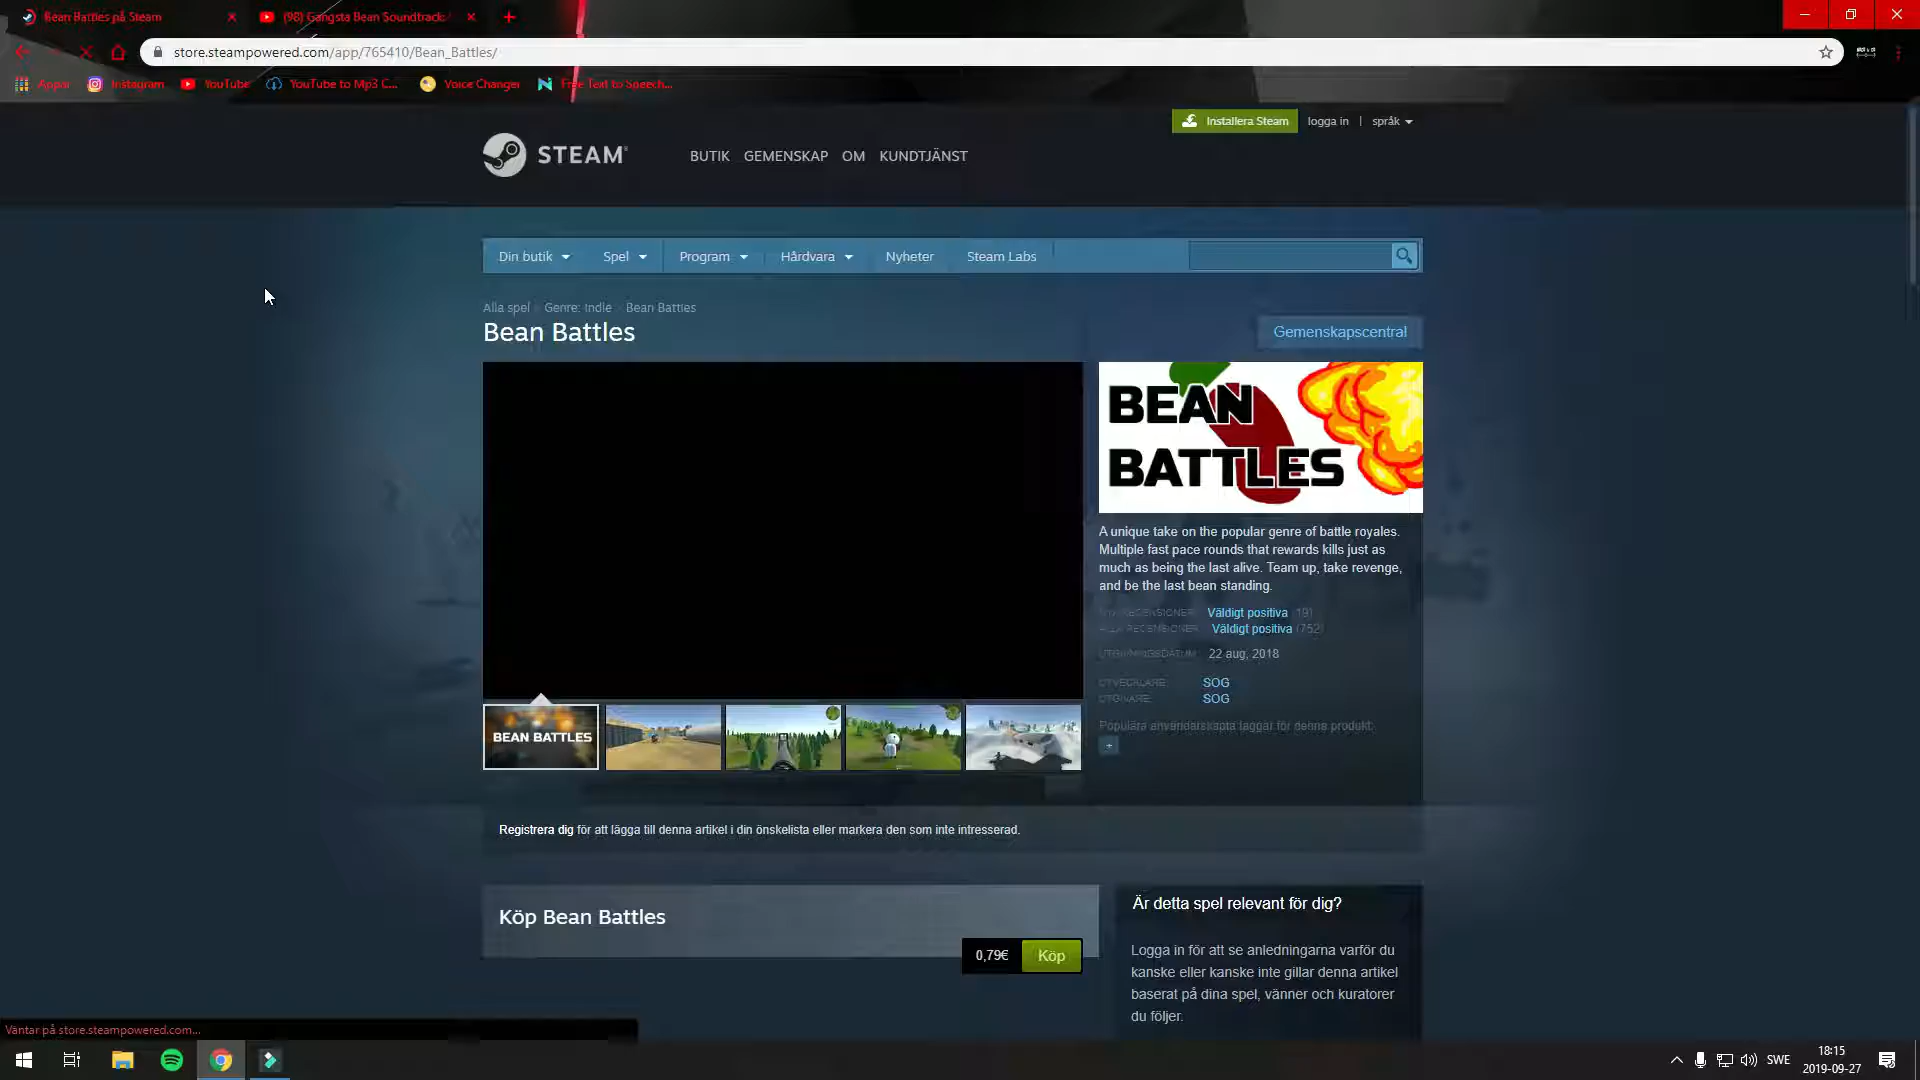 Bean Battles på Steam
(98) Gangsta Bean Soundtrack:
store.steampowered.com/app/765410/Bean_Battles/
Appar
Instagram
YouTube
YouTube to Mp3 C...
Voice Changer
Free Text to Speech...
Installera Steam
logga in | språk
STEAM
BUTIK GEMENSKAP OM KUNDTJÄNST
Din butik Spel Program Hårdvara Nyheter Steam Labs
Alla spel Genre: Indie Bean Battles
Bean Battles
Gemenskapscentral
BEAN
BATTLES
A unique take on the popular genre of battle royales.
Multiple fast pace rounds that rewards kills just as
much as being the last alive. Team up, take revenge,
and be the last bean standing.
RECENSIONER: Väldigt positiva (19)
ALLA RECENSIONER: Väldigt positiva (752)
UTGIVNINGSDATUM: 22 aug, 2018
UTVECKLARE: SOG
UTGIVARE: SOG
Populära användarskapta taggar för denna produkt:
+
BEAN BATTLES
Registrera dig för att lägga till denna artikel i din önskelista eller markera den som inte intresserad.
Köp Bean Battles
0,79€ Köp
Är detta spel relevant för dig?
Logga in för att se anledningarna varför du
kanske eller kanske inte gillar denna artikel
baserat på dina spel, vänner och kuratorer
du följer.
Väntar på store.steampowered.com...
SWE
18:15
2019-09-27